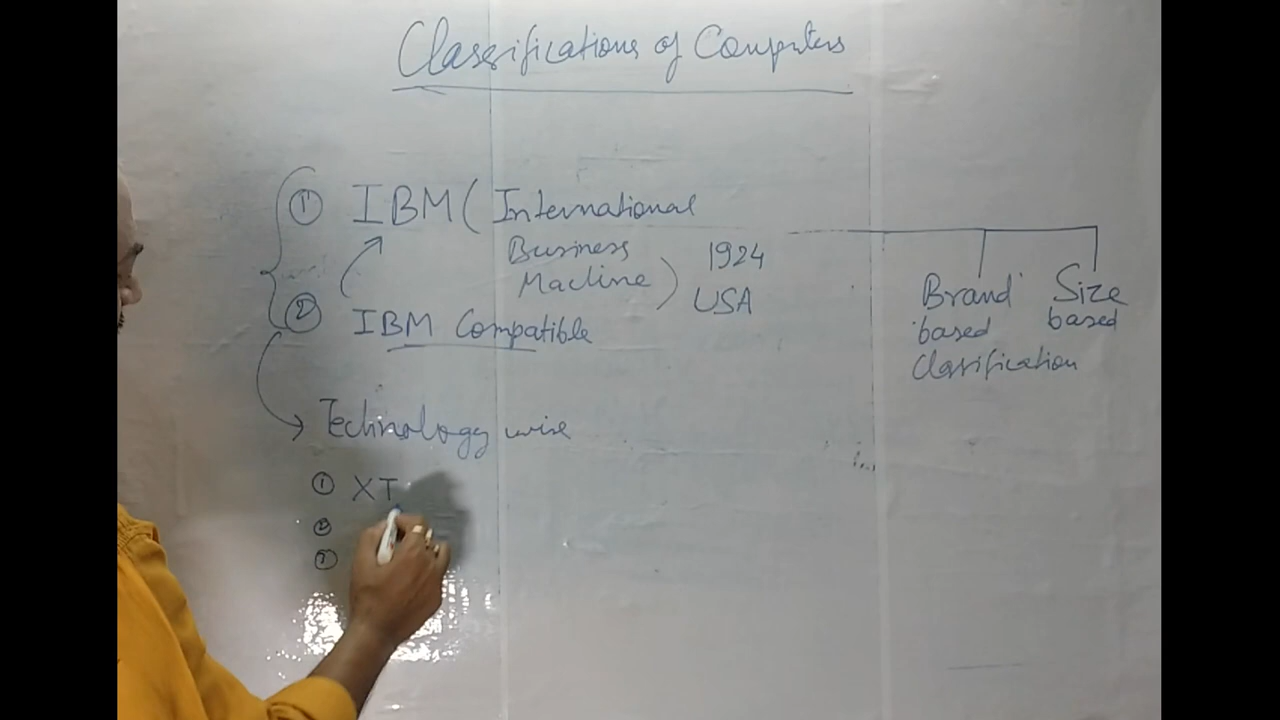 Classifications of Computers
① IBM ( International
Business
Machine ) 1924
USA
② IBM Compatible
Brand based Classification
Size based
Technology wise
① XT
②
③